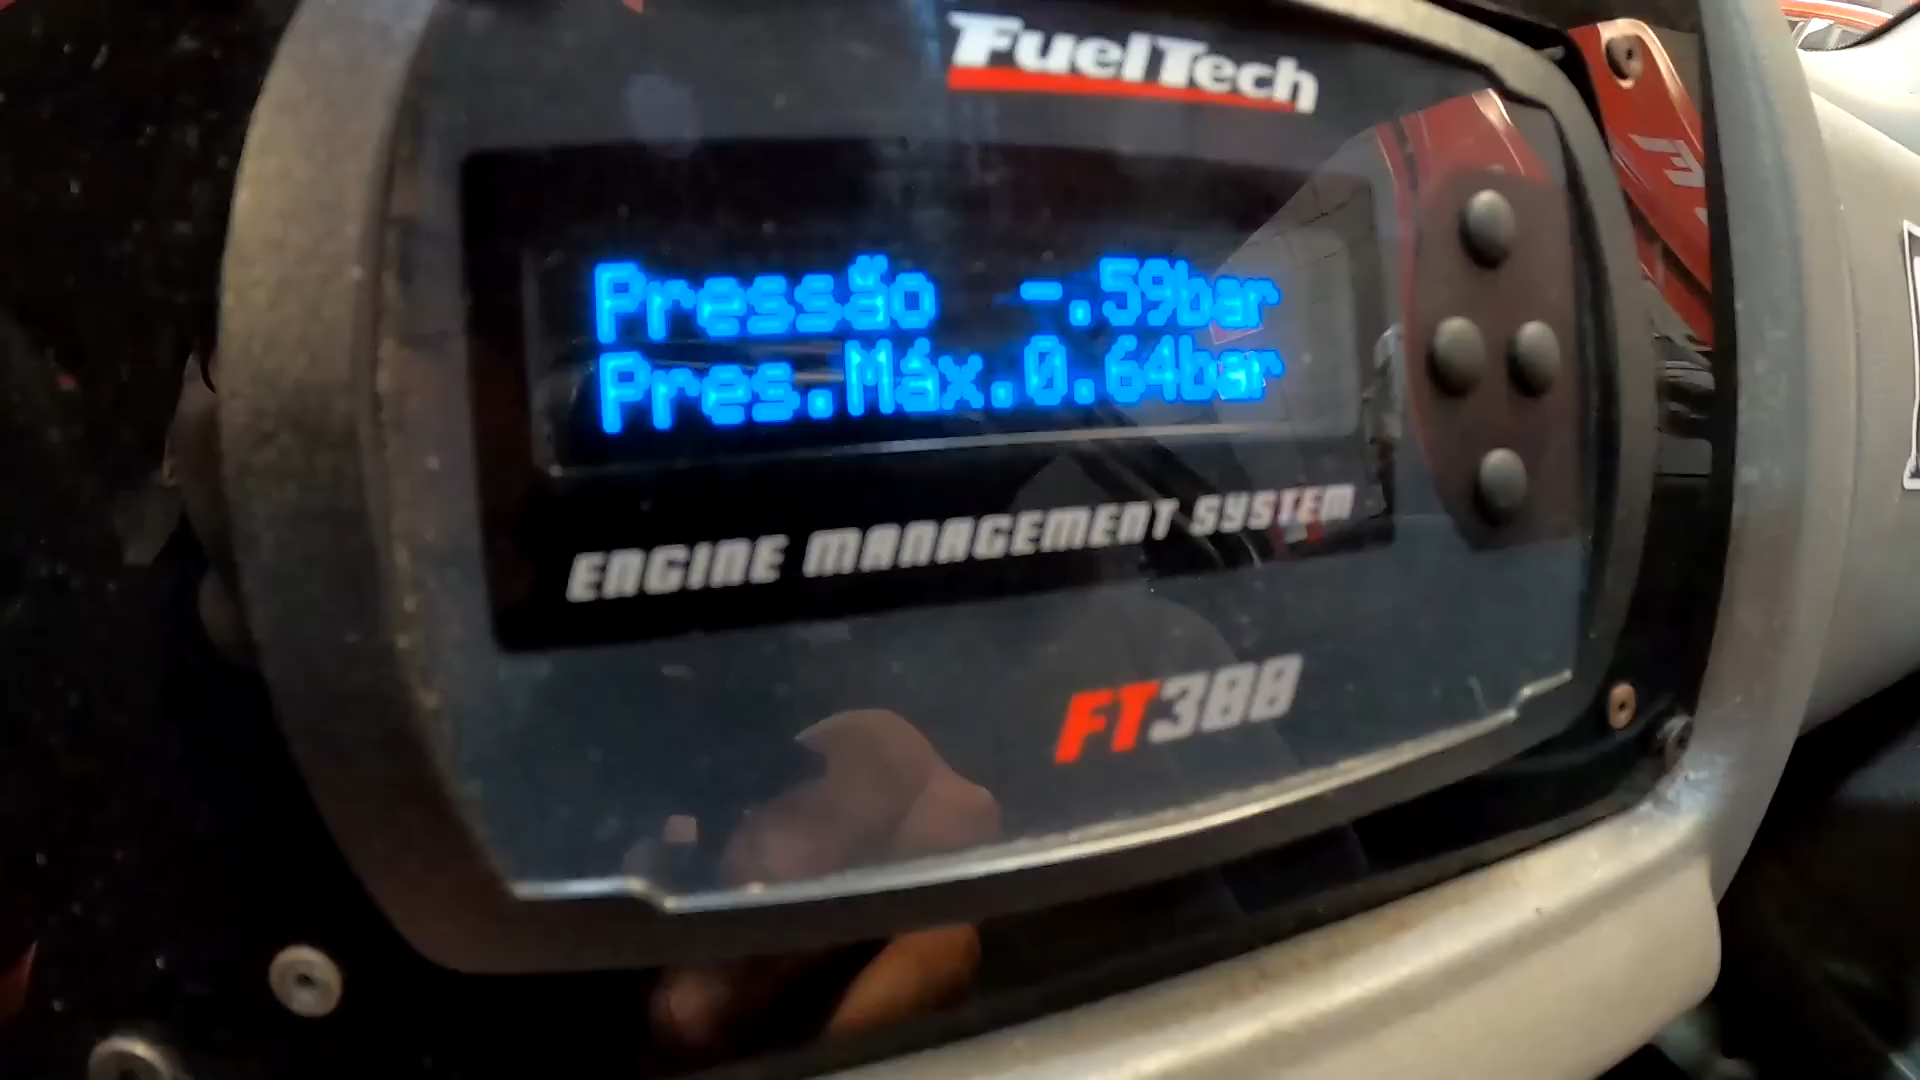 FuelTech
Pressão -.59bar
Pres.Máx.0.64bar
ENGINE MANAGEMENT SYSTEM
FT300